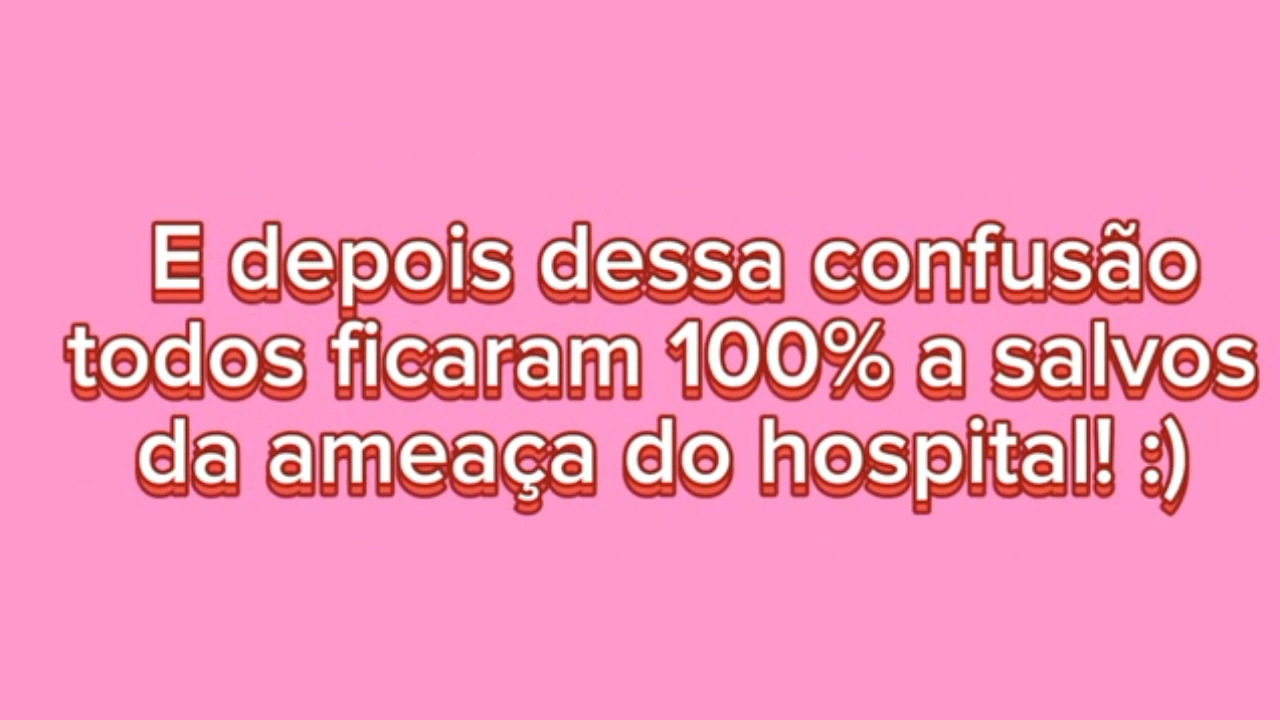 E depois dessa confusão
todos ficaram 100% a salvos
da ameaça do hospital! :)